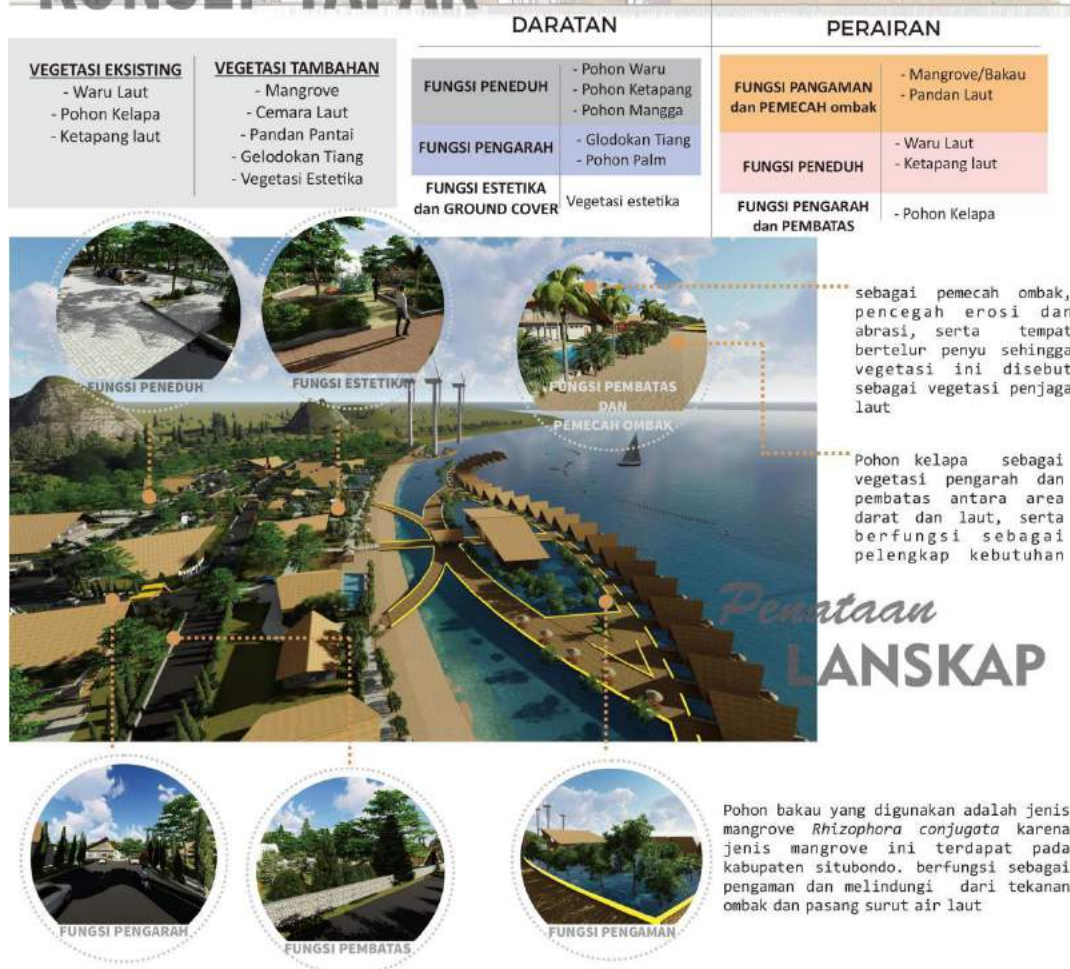 KONSEP TAPAK
VEGETASI EKSISTING
- Waru Laut
- Pohon Kelapa
- Ketapang laut
VEGETASI TAMBAHAN
- Mangrove
- Cemara Laut
- Pandan Pantai
- Gelodokan Tiang
- Vegetasi Estetika
DARATAN
FUNGSI PENEDUH
- Pohon Waru
- Pohon Ketapang
- Pohon Mangga
FUNGSI PENGARAH
- Glodokan Tiang
- Pohon Palm
FUNGSI ESTETIKA
dan GROUND COVER
Vegetasi estetika
PERAIRAN
FUNGSI PANGAMAN
dan PEMECAH ombak
- Mangrove/Bakau
- Pandan Laut
FUNGSI PENEDUH
- Waru Laut
- Ketapang laut
FUNGSI PENGARAH
dan PEMBATAS
- Pohon Kelapa
FUNGSI PENEDUH
FUNGSI ESTETIKA
FUNGSI PEMBATAS
DAN
PEMECAH OMBAK
sebagai pemecah ombak,
pencegah erosi dan
abrasi, serta tempat
bertelur penyu sehingga
vegetasi ini disebut
sebagai vegetasi penjaga
laut
Pohon kelapa sebagai
vegetasi pengarah dan
pembatas antara area
darat dan laut, serta
berfungsi sebagai
pelengkap kebutuhan
Penataan
LANSKAP
FUNGSI PENGARAH
FUNGSI PEMBATAS
FUNGSI PENGAMAN
Pohon bakau yang digunakan adalah jenis
mangrove Rhizophora conjugata karena
jenis mangrove ini terdapat pada
kabupaten situbondo. berfungsi sebagai
pengaman dan melindungi dari tekanan
ombak dan pasang surut air laut